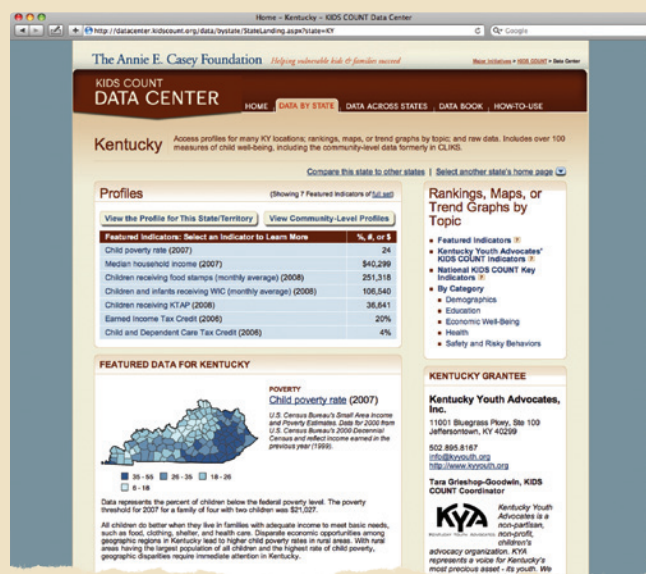 Home – Kentucky – KIDS COUNT Data Center
http://datacenter.kidscount.org/data/bystate/StateLanding.aspx?state=KY
Google
The Annie E. Casey Foundation Helping vulnerable kids & families succeed
Major Initiatives > KIDS COUNT > Data Center
KIDS COUNT
DATA CENTER
HOME DATA BY STATE DATA ACROSS STATES DATA BOOK HOW-TO-USE
Kentucky
Access profiles for many KY locations; rankings, maps, or trend graphs by topic; and raw data. Includes over 100
measures of child well-being, including the community-level data formerly in CLIKS.
Compare this state to other states | Select another state's home page
Profiles
(Showing 7 Featured Indicators of full set)
View the Profile for This State/Territory View Community-Level Profiles
Featured Indicators: Select an Indicator to Learn More %, #, or $
Child poverty rate (2007) 24
Median household income (2007) $40,299
Children receiving food stamps (monthly average) (2008) 251,318
Children and infants receiving WIC (monthly average) (2008) 106,540
Children receiving KTAP (2008) 36,641
Earned Income Tax Credit (2006) 20%
Child and Dependent Care Tax Credit (2006) 4%
Rankings, Maps, or
Trend Graphs by
Topic
Featured Indicators ?
Kentucky Youth Advocates'
KIDS COUNT Indicators ?
National KIDS COUNT Key
Indicators ?
By Category
Demographics
Education
Economic Well-Being
Health
Safety and Risky Behaviors
FEATURED DATA FOR KENTUCKY
POVERTY
Child poverty rate (2007)
U.S. Census Bureau's Small Area Income
and Poverty Estimates. Data for 2000 from
U.S. Census Bureau's 2000 Decennial
Census and reflect income earned in the
previous year (1999).
35 - 55 26 - 35 18 - 26
6 - 18
Data represents the percent of children below the federal poverty level. The poverty
threshold for 2007 for a family of four with two children was $21,027.
All children do better when they live in families with adequate income to meet basic needs,
such as food, clothing, shelter, and health care. Disparate economic opportunities among
geographic regions in Kentucky lead to higher child poverty rates in rural areas. With rural
areas having the largest population of all children and the highest rate of child poverty,
geographic disparities require immediate attention in Kentucky.
KENTUCKY GRANTEE
Kentucky Youth Advocates,
Inc.
11001 Bluegrass Pkwy, Ste 100
Jeffersontown, KY 40299
502.895.8167
info@kyyouth.org
http://www.kyyouth.org
Tara Grieshop-Goodwin, KIDS
COUNT Coordinator
KYA
KENTUCKY YOUTH ADVOCATES
Kentucky Youth
Advocates is a
non-partisan,
non-profit,
children's
advocacy organization. KYA
represents a voice for Kentucky's
most precious asset - its youth. We